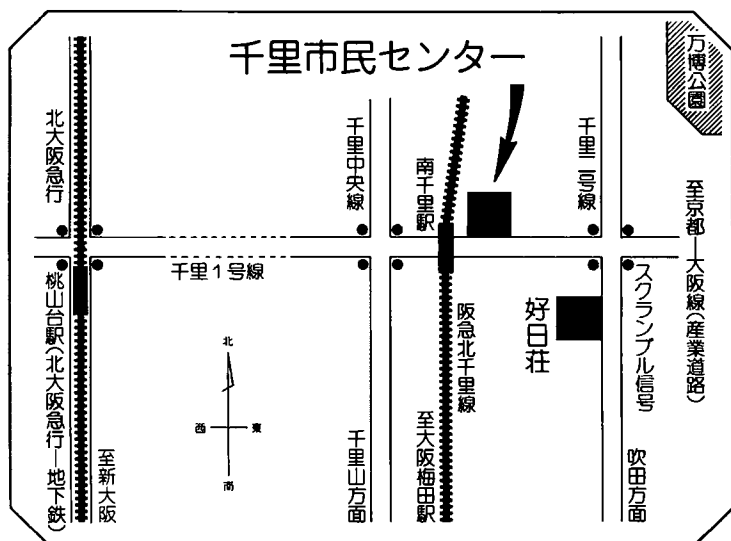 千里市民センター
万博公園
北大阪急行
千里中央線
南千里駅
千里二号線
至京都―大阪線(産業道路)
千里1号線
桃山台駅(北大阪急行―地下鉄)
至新大阪
北
西
東
南
千里山方面
阪急北千里線
至大阪梅田駅
好日荘
スクランブル信号
吹田方面